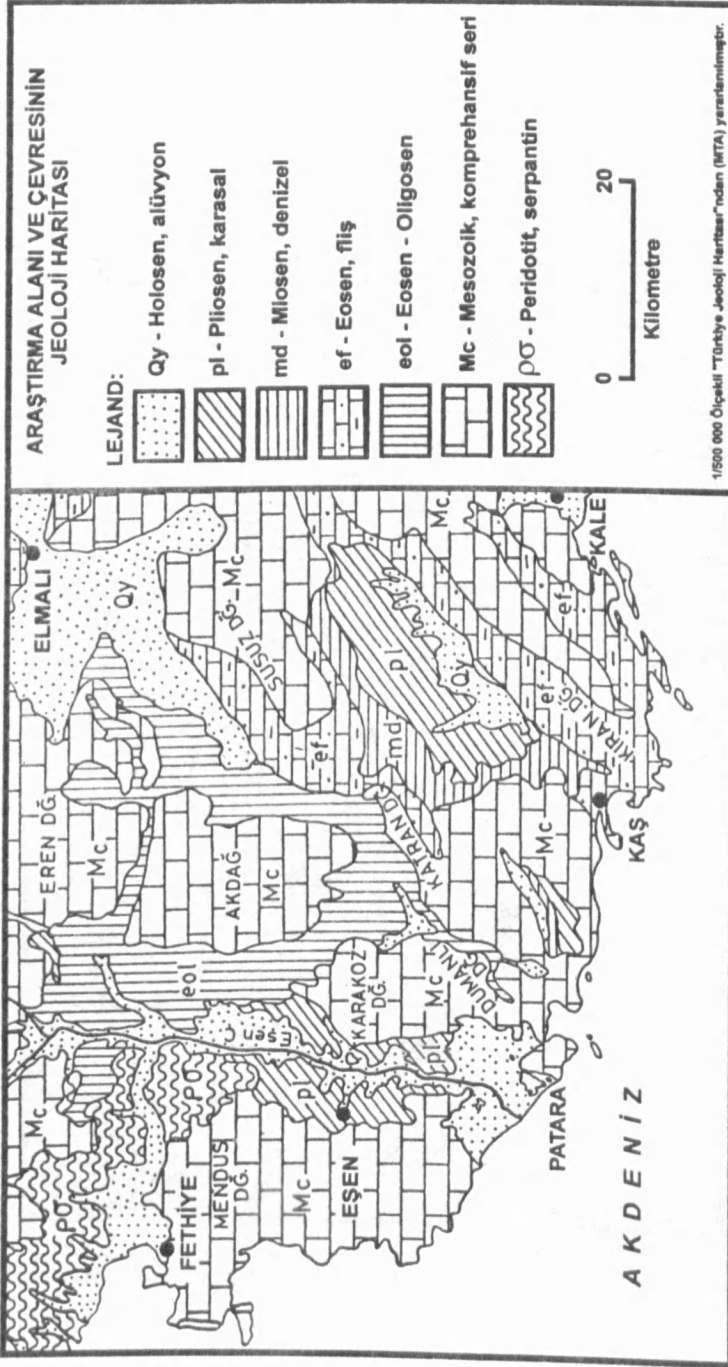 ARAŞTIRMA ALANI VE ÇEVRESİNİN
JEOLOJİ HARİTASI
LEJAND:
Qy - Holosen, alüvyon
pl - Pliosen, karasal
md - Miosen, denizel
ef - Eosen, fliş
eol - Eosen - Oligosen
Mc - Mesozoik, komprehansif seri
ρσ - Peridotit, serpantin
0 20
Kilometre
1/500 000 Ölçekli "Türkiye Jeoloji Haritası"ndan (MTA) yararlanılmıştır.
ELMALI
Qy
EREN DĞ.
Mc
Mc
SUSUZ DĞ.
Mc
AKDAĞ
Mc
eol
ef
md
pl
Qy
Mc
KALE
ef
ef
KIRAN DĞ.
KATRAN DĞ.
Mc
KAŞ
DUMANLI DĞ.
Mc
KARAKOZ
DĞ.
Eşen Ç.
pl
pl
ρσ
ρσ
FETHİYE
MENDUS
DĞ.
Mc
EŞEN
PATARA
AKDENİZ